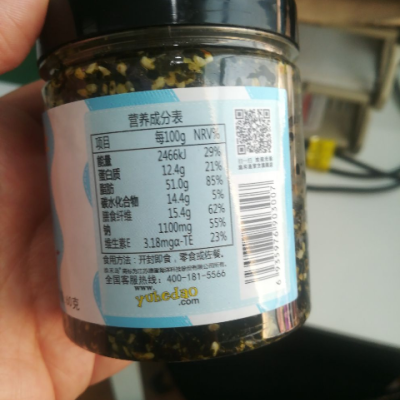 营养成分表
项目 每100g NRV%
能量 2466kJ 29%
蛋白质 12.4g 21%
脂肪 51.0g 85%
碳水化合物 14.4g 5%
膳食纤维 15.4g 62%
钠 1100mg 55%
维生素E 3.18mgα-TE 23%
食用方法：开封即食，零食或佐餐。
全国客服热线：400-181-5566
www.
yobedao
.com
克